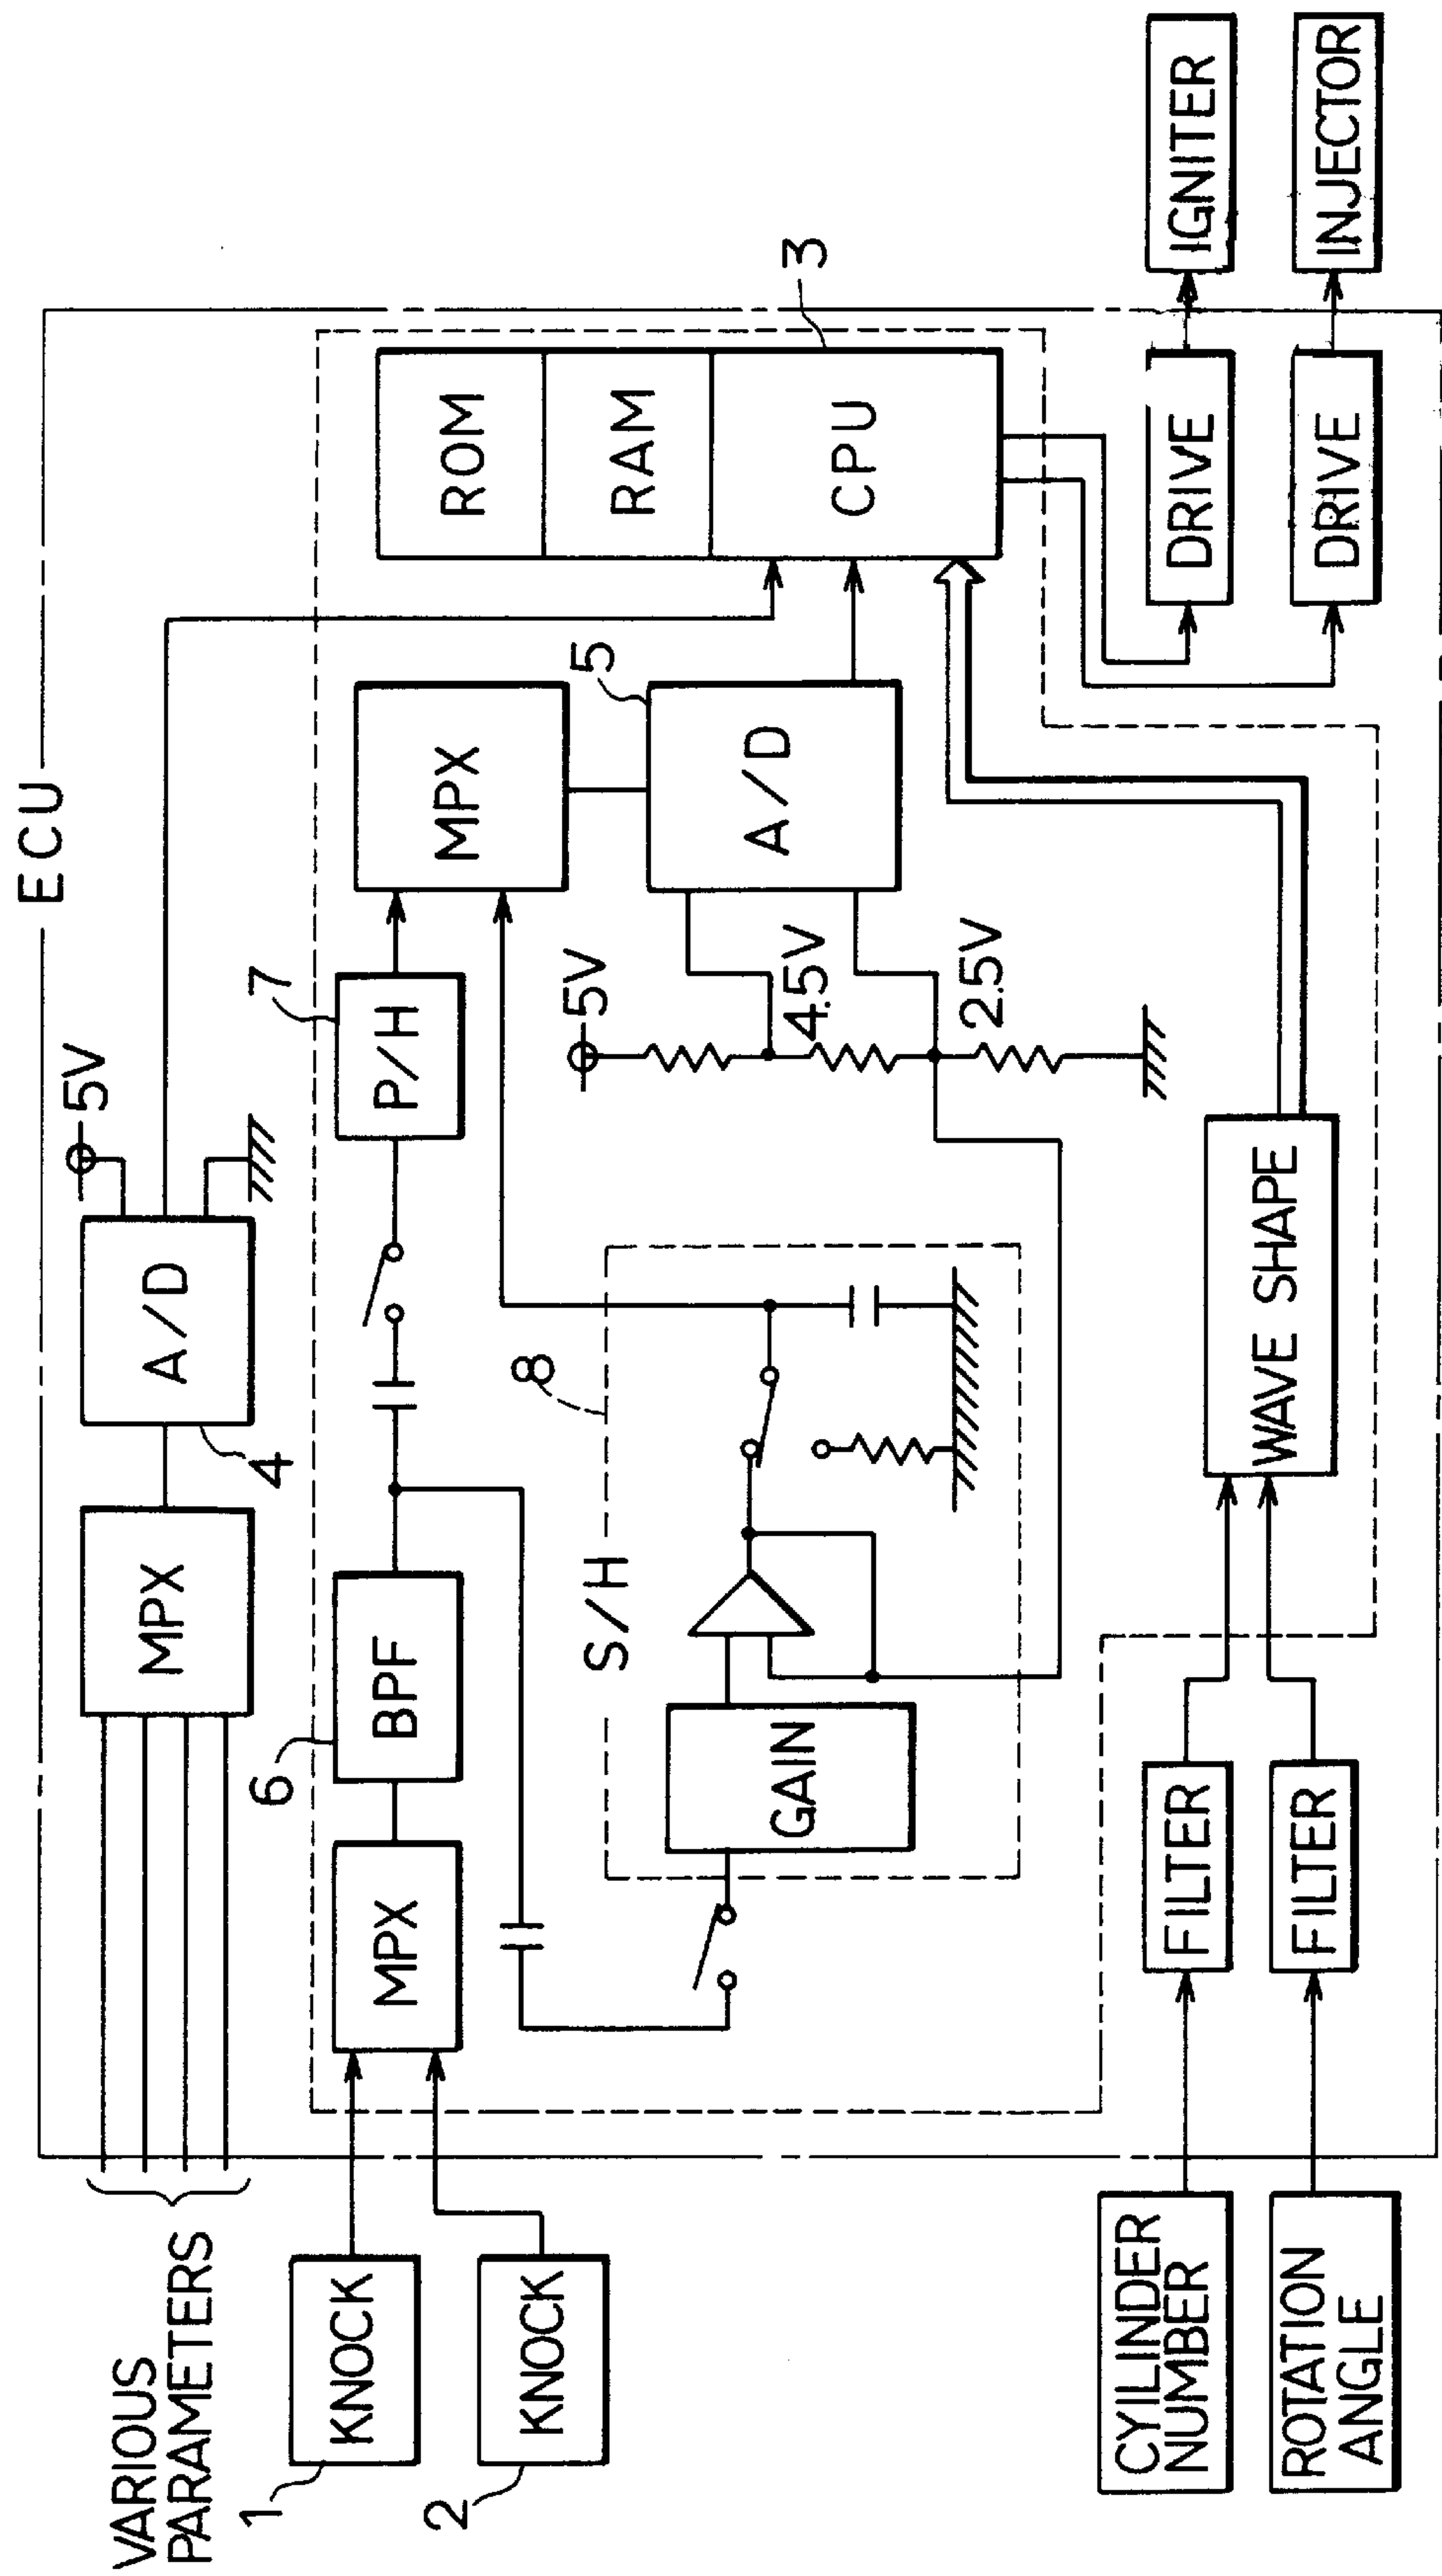 ECU
VARIOUS
PARAMETERS
MPX
A/D
4
5V
1
KNOCK
2
KNOCK
MPX
6
BPF
7
P/H
MPX
5
A/D
5V
4.5V
2.5V
ROM
RAM
CPU
3
S/H
8
GAIN
CYILINDER
NUMBER
ROTATION
ANGLE
FILTER
FILTER
WAVE SHAPE
DRIVE
DRIVE
IGNITER
INJECTOR